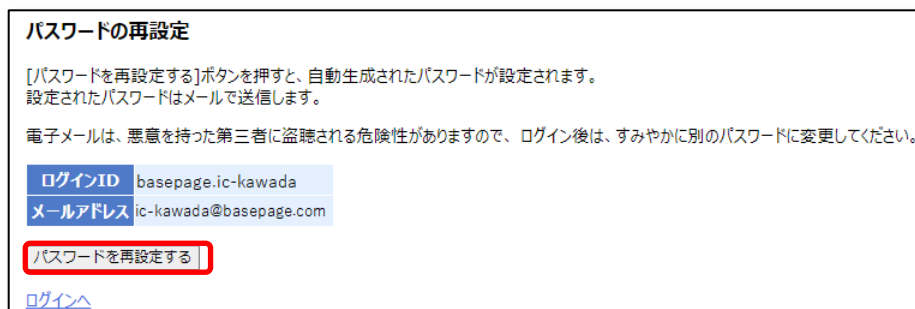 パスワードの再設定
[パスワードを再設定する]ボタンを押すと、自動生成されたパスワードが設定されます。
設定されたパスワードはメールで送信します。
電子メールは、悪意を持った第三者に盗聴される危険性がありますので、ログイン後は、すみやかに別のパスワードに変更してください。
ログインID basepage.ic-kawada
メールアドレス ic-kawada@basepage.com
パスワードを再設定する
ログインへ